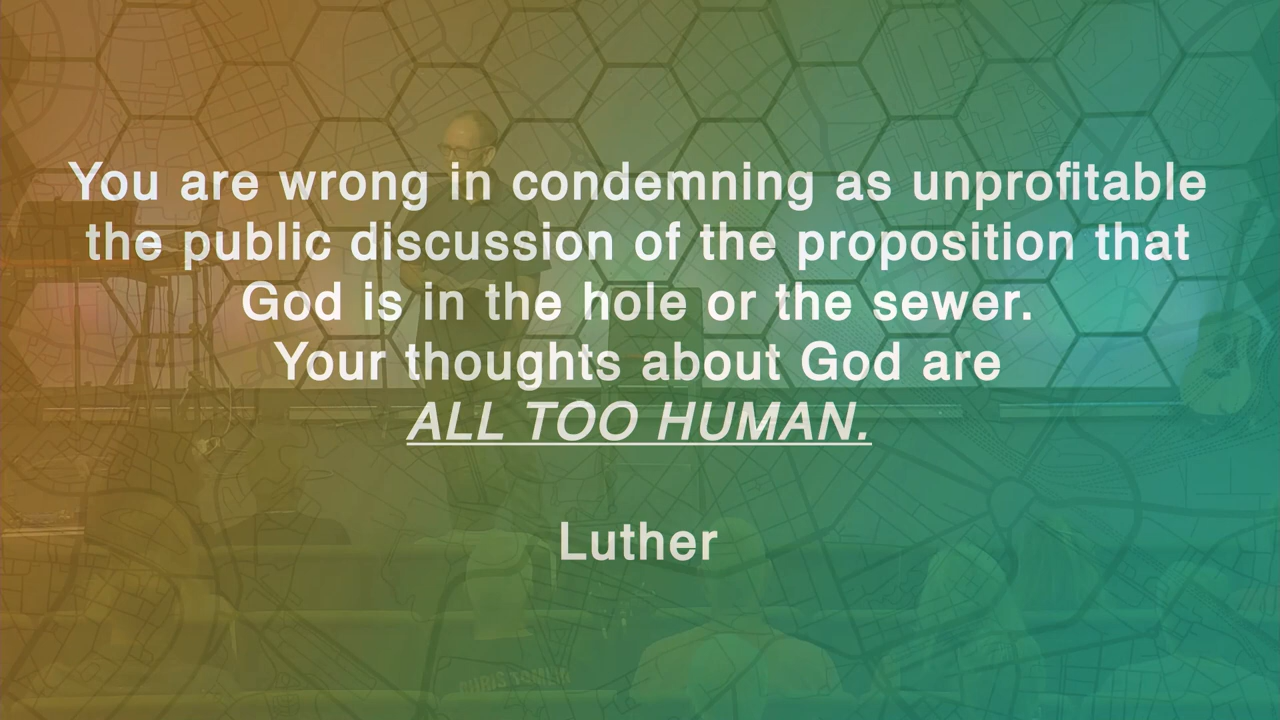 You are wrong in condemning as unprofitable
the public discussion of the proposition that
God is in the hole or the sewer.
Your thoughts about God are
ALL TOO HUMAN.
Luther